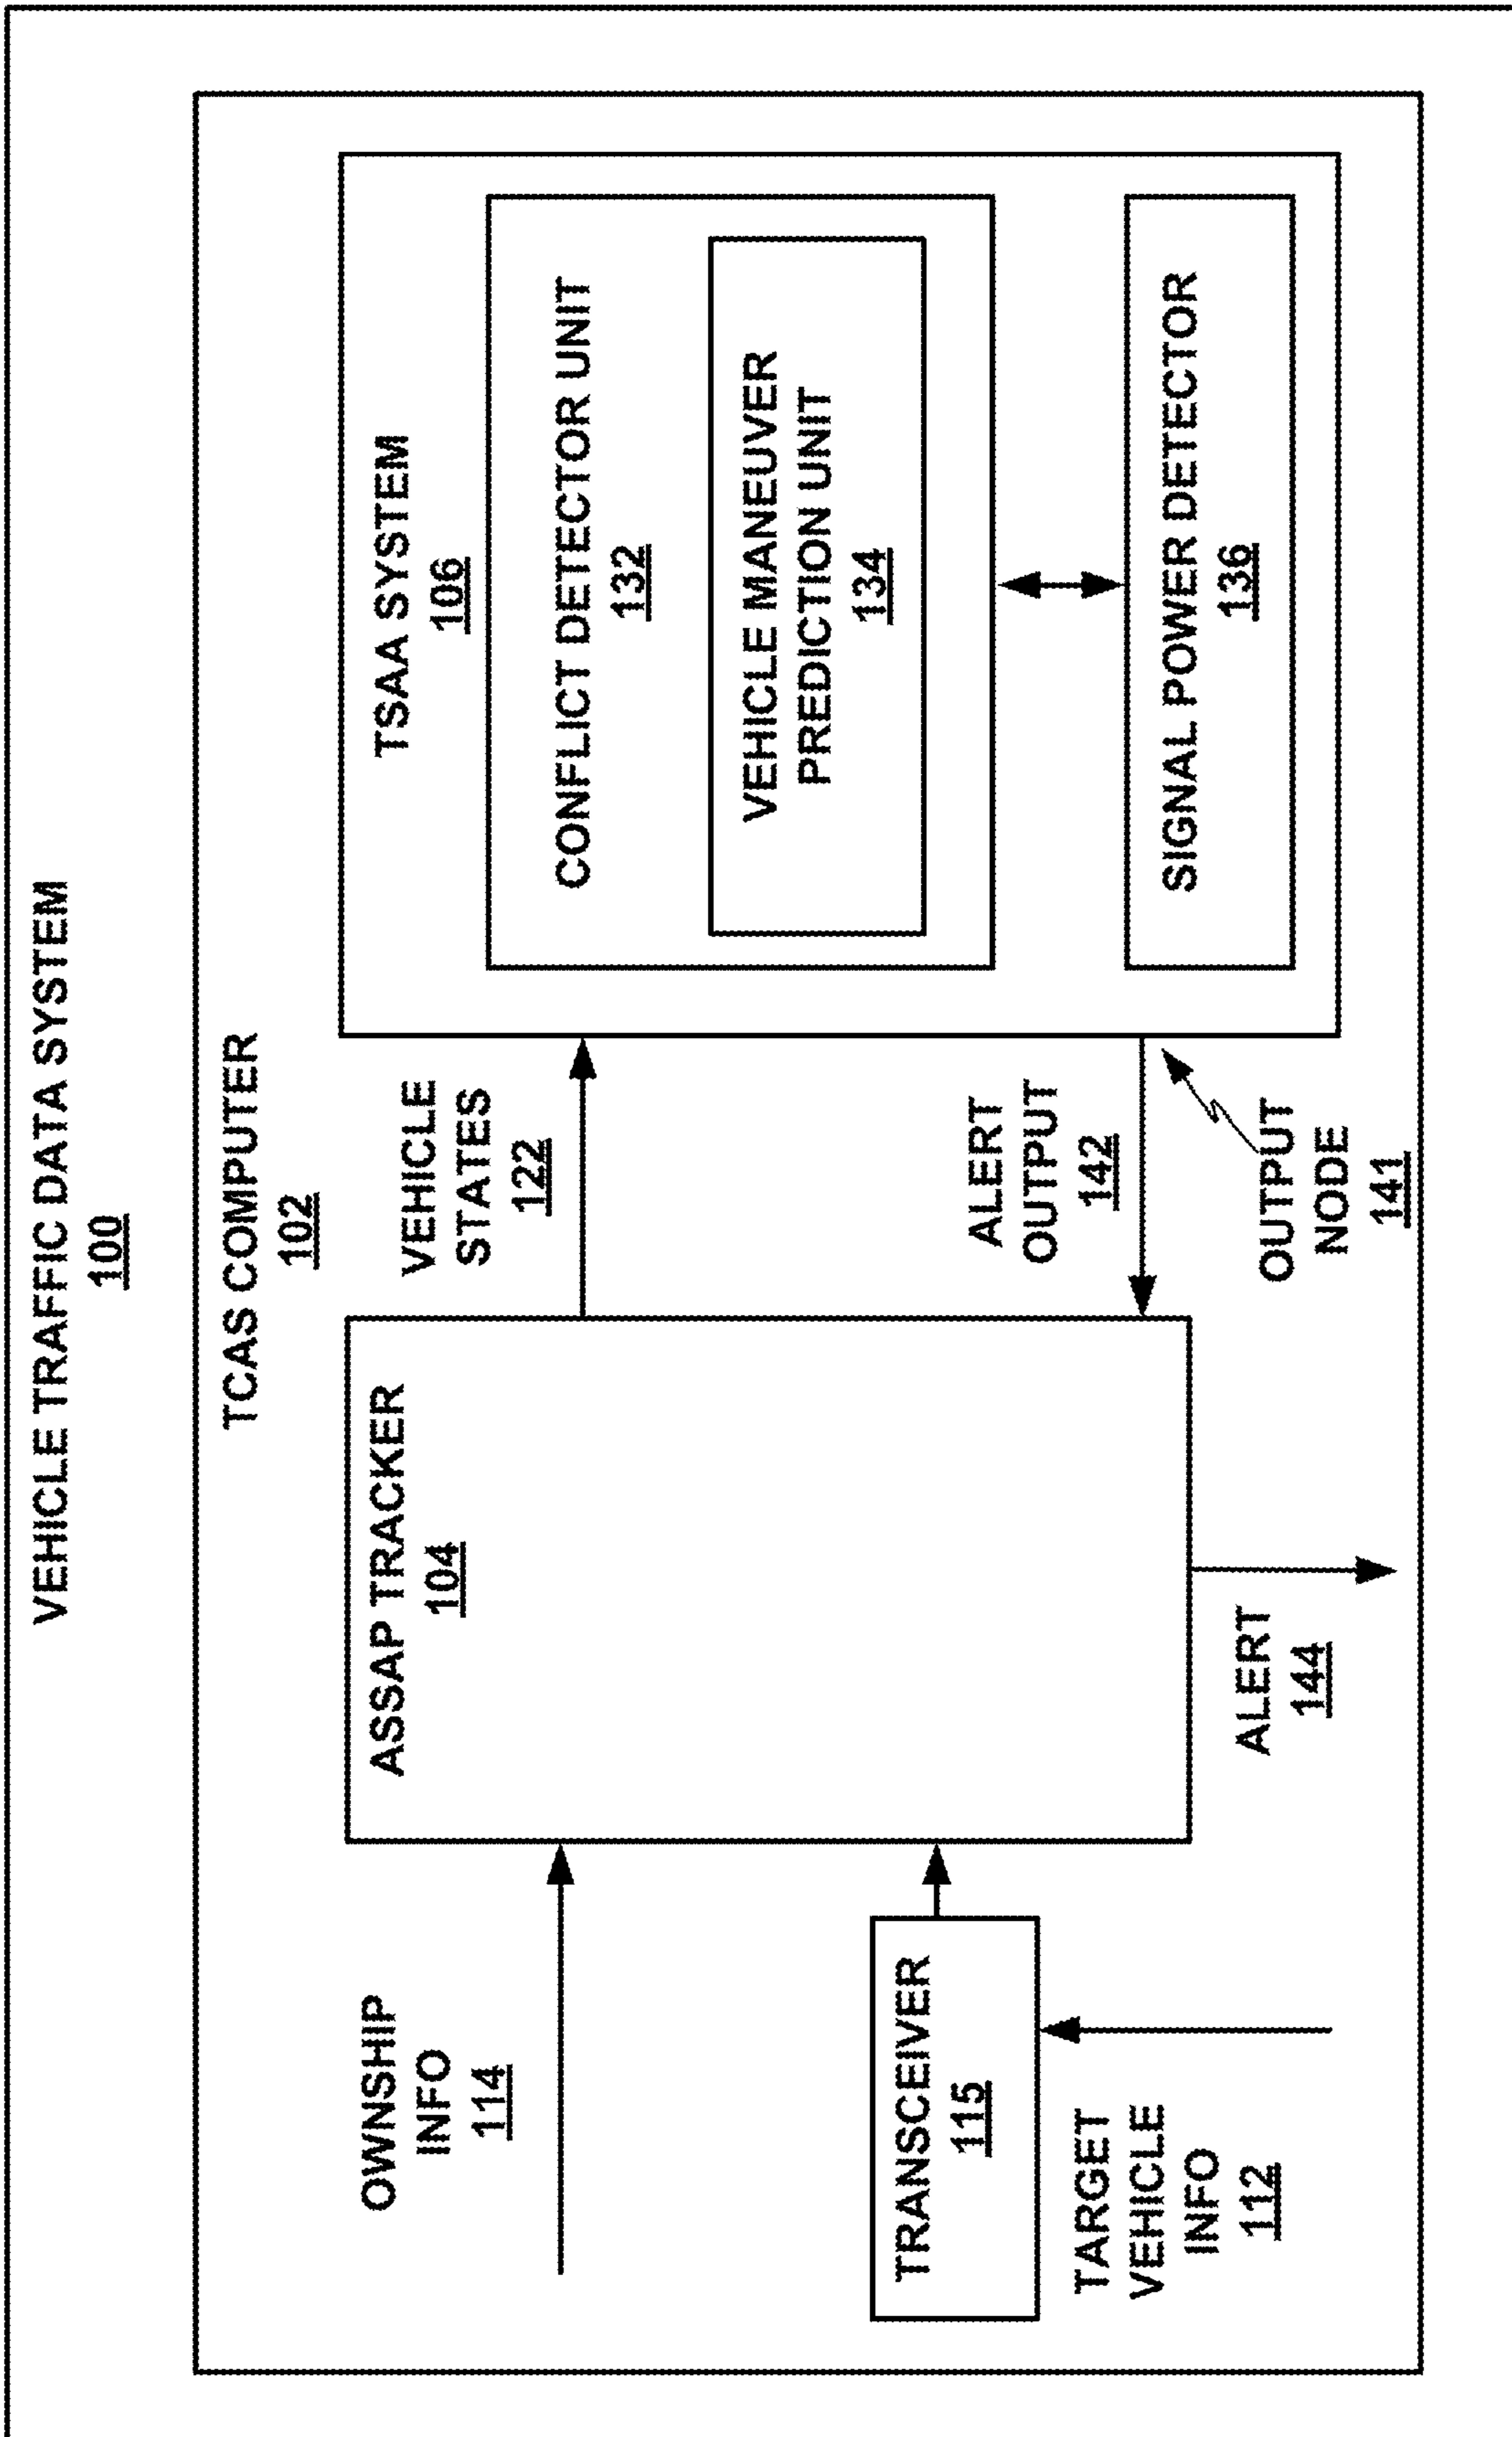 VEHICLE TRAFFIC DATA SYSTEM
100
TCAS COMPUTER
102
OWNSHIP
INFO
114
TRANSCEIVER
115
TARGET
VEHICLE
INFO
112
ASSAP TRACKER
104
ALERT
144
VEHICLE
STATES
122
ALERT
OUTPUT
142
OUTPUT
NODE
141
TSAA SYSTEM
106
CONFLICT DETECTOR UNIT
132
VEHICLE MANEUVER
PREDICTION UNIT
134
SIGNAL POWER DETECTOR
136